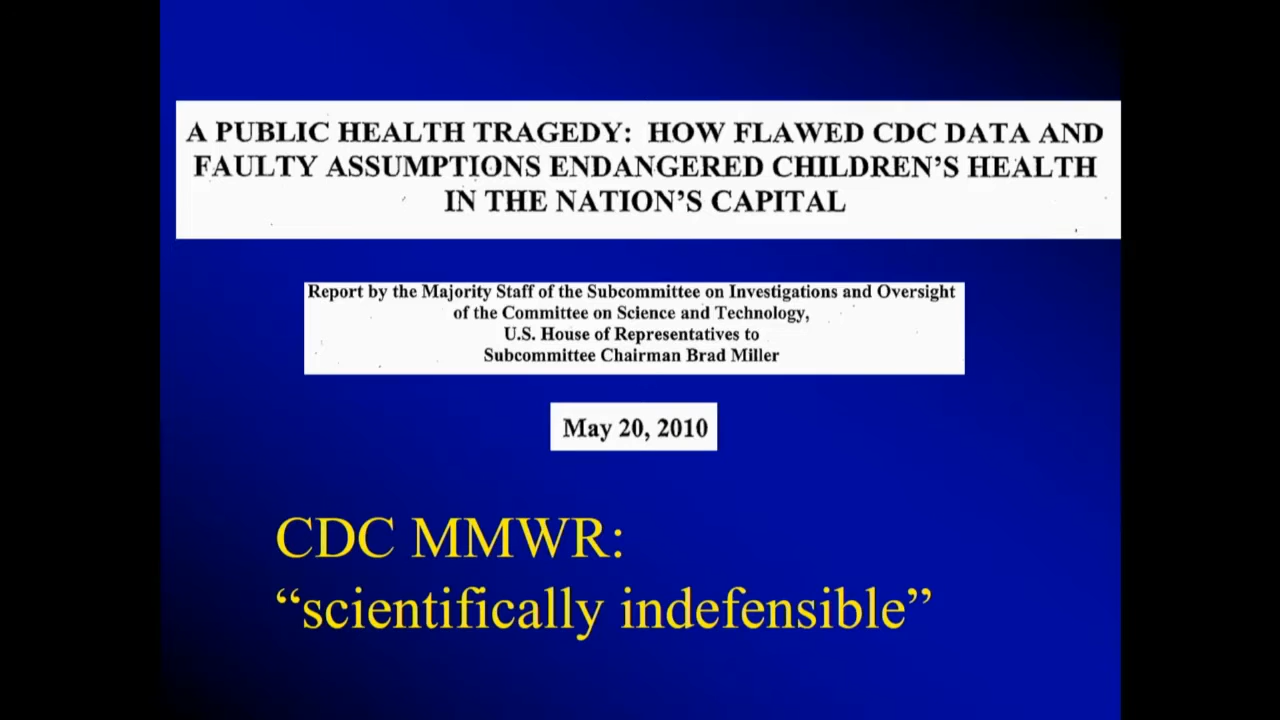 A PUBLIC HEALTH TRAGEDY: HOW FLAWED CDC DATA AND
FAULTY ASSUMPTIONS ENDANGERED CHILDREN'S HEALTH
IN THE NATION'S CAPITAL
Report by the Majority Staff of the Subcommittee on Investigations and Oversight
of the Committee on Science and Technology,
U.S. House of Representatives to
Subcommittee Chairman Brad Miller
May 20, 2010
CDC MMWR:
“scientifically indefensible”